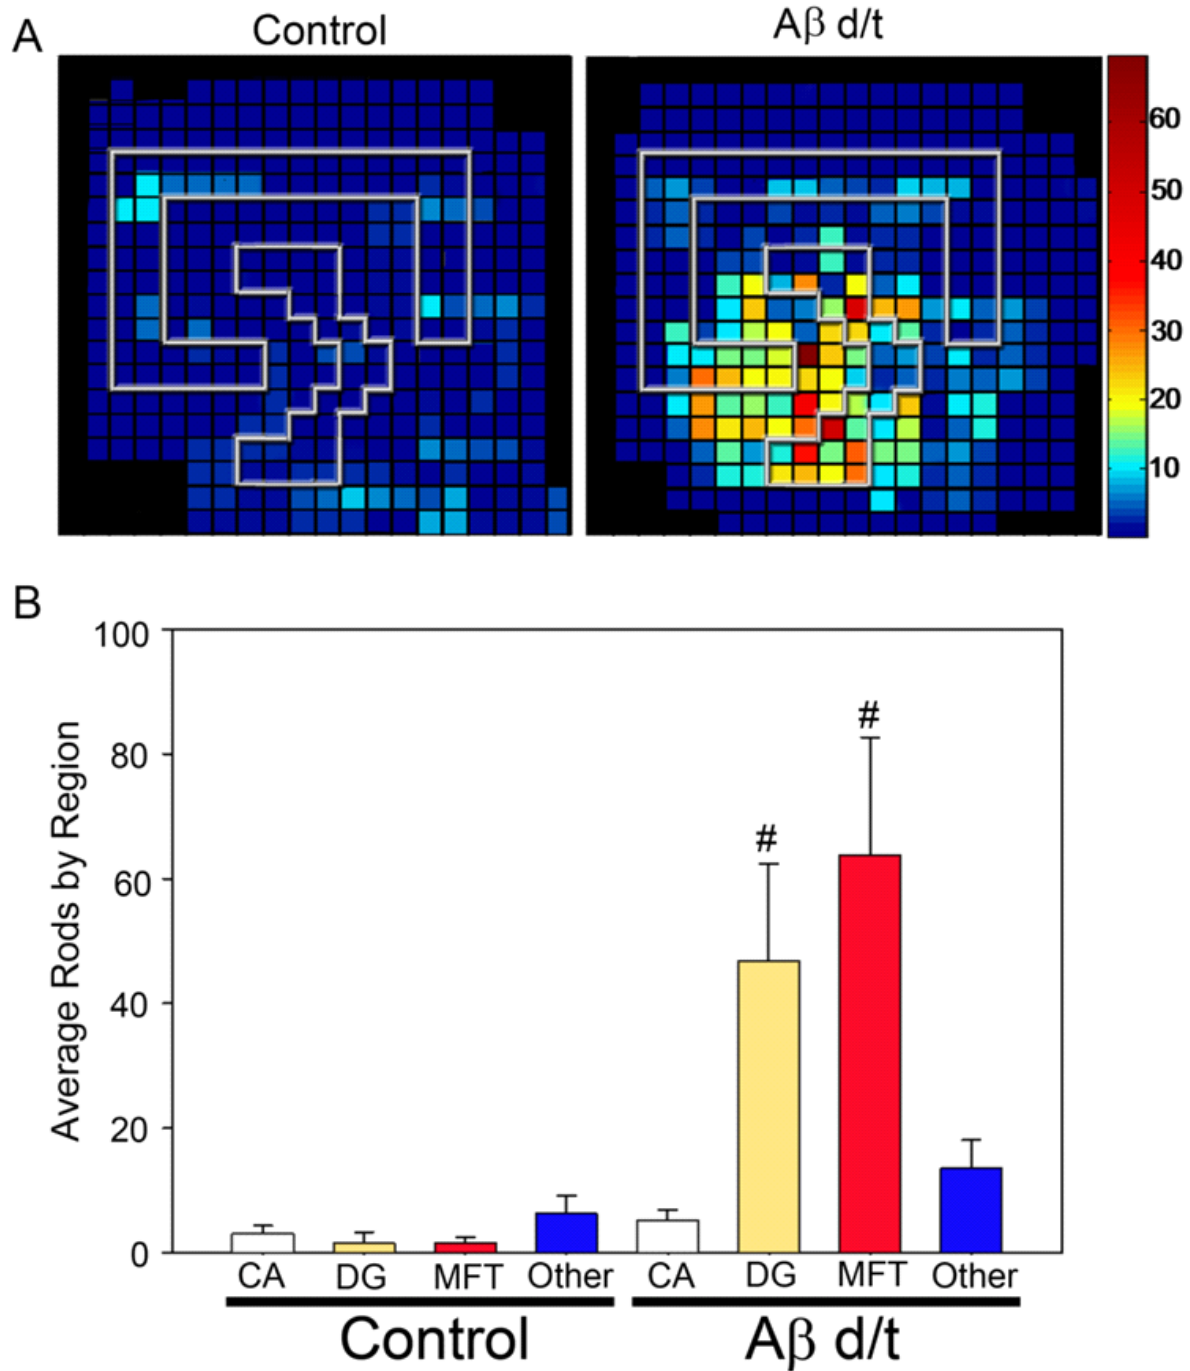 A
Control
Aβ d/t
60
50
40
30
20
10
B
Average Rods by Region
100
80
60
40
20
0
#
#
CA DG MFT Other CA DG MFT Other
Control Aβ d/t